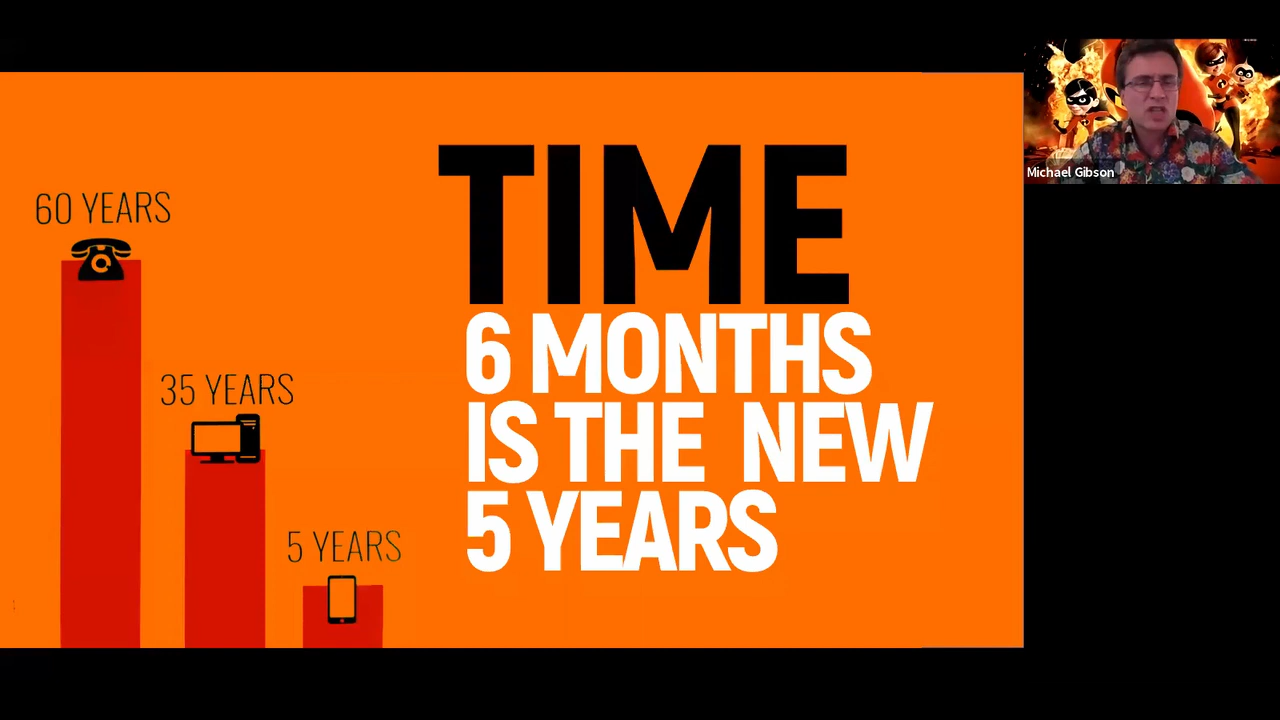 60 YEARS
35 YEARS
5 YEARS
TIME
6 MONTHS
IS THE NEW
5 YEARS
Michael Gibson